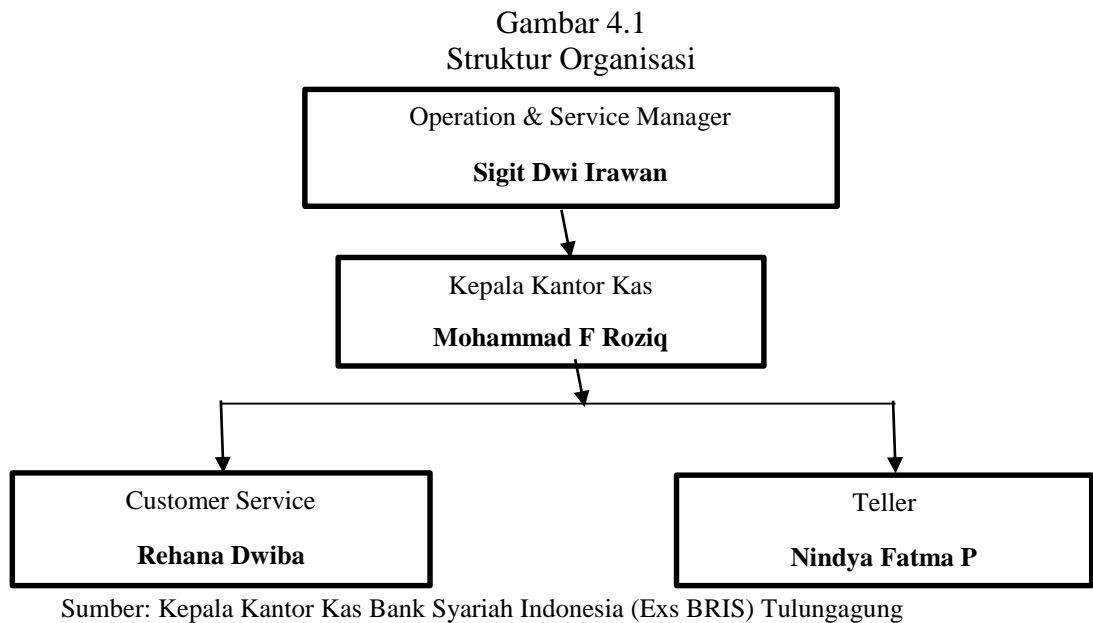 Gambar 4.1
Struktur Organisasi
Operation & Service Manager
Sigit Dwi Irawan
Kepala Kantor Kas
Mohammad F Roziq
Customer Service
Rehana Dwiba
Teller
Nindya Fatma P
Sumber: Kepala Kantor Kas Bank Syariah Indonesia (Exs BRIS) Tulungagung